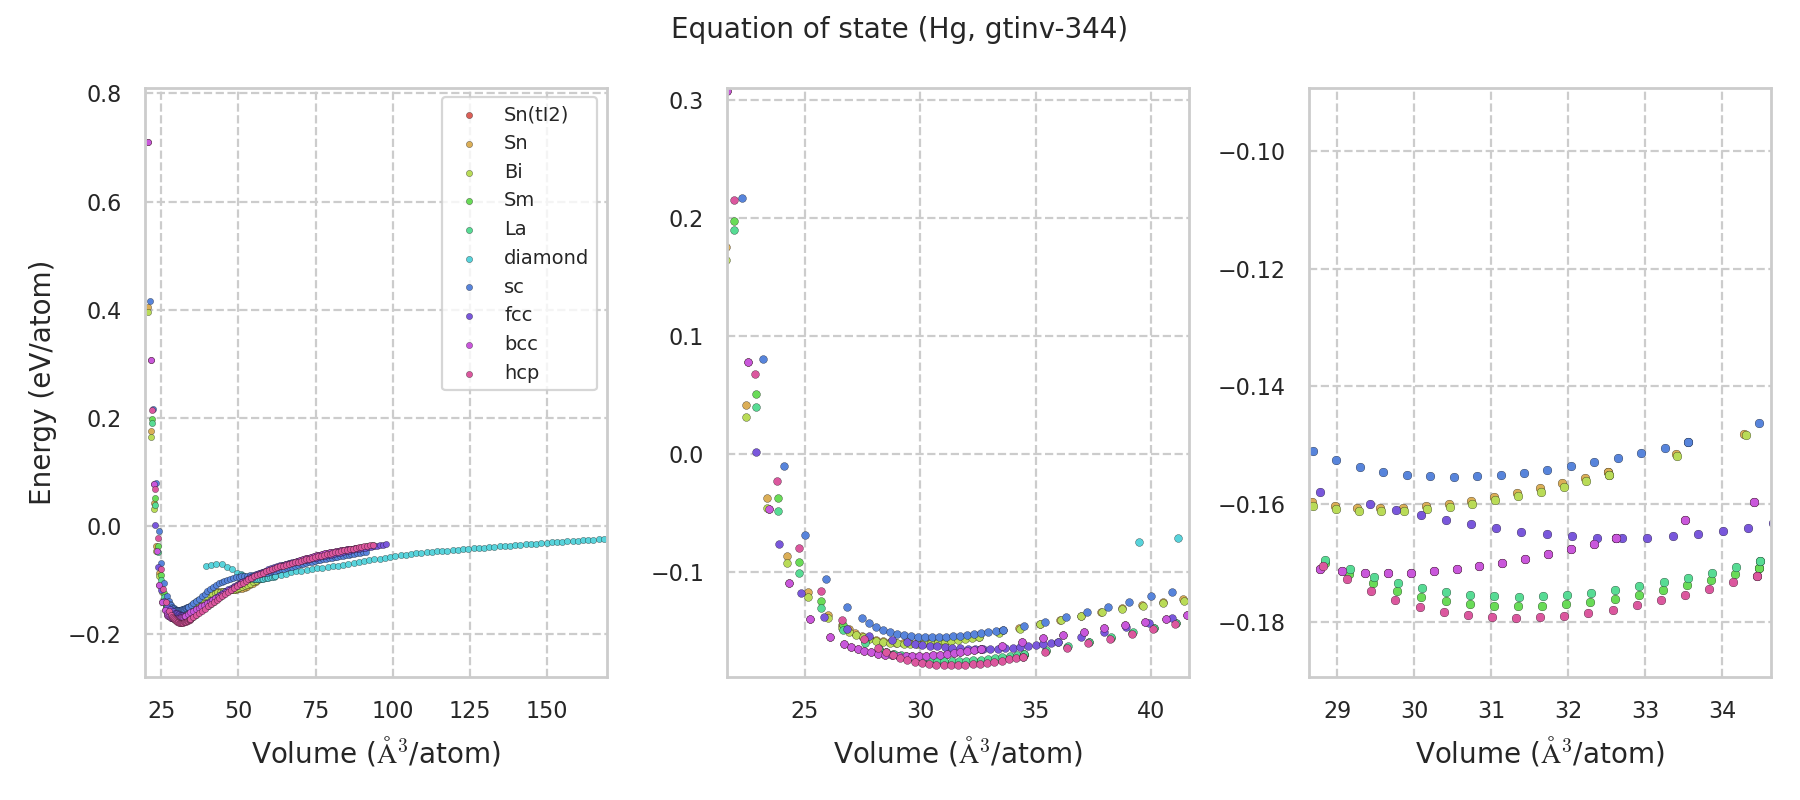 Equation of state (Hg, gtinv-344)
Energy (eV/atom)
0.8
0.6
0.4
0.2
0.0
−0.2
25 50 75 100 125 150
Volume (Å³/atom)
Sn(tI2)
Sn
Bi
Sm
La
diamond
sc
fcc
bcc
hcp
0.3
0.2
0.1
0.0
−0.1
25 30 35 40
Volume (Å³/atom)
−0.10
−0.12
−0.14
−0.16
−0.18
29 30 31 32 33 34
Volume (Å³/atom)